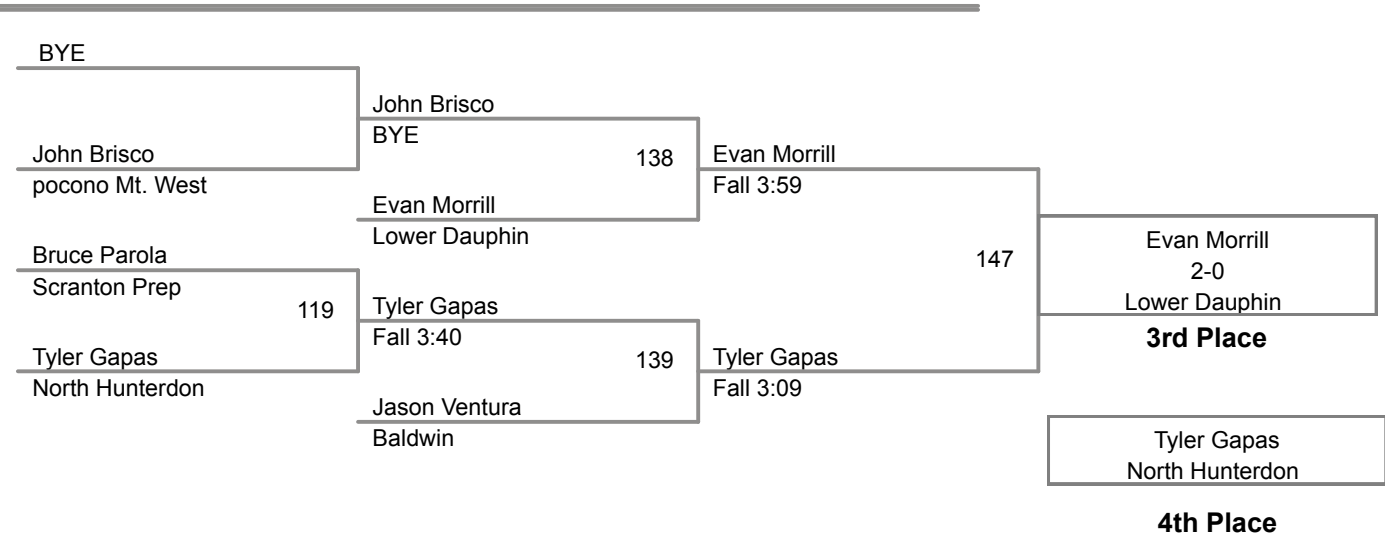 BYE
John Brisco
BYE
John Brisco
pocono Mt. West
138
Evan Morrill
Fall 3:59
Evan Morrill
Lower Dauphin
Bruce Parola
Scranton Prep
119
Tyler Gapas
Fall 3:40
Tyler Gapas
North Hunterdon
139
Tyler Gapas
Fall 3:09
Jason Ventura
Baldwin
147
Evan Morrill
2-0
Lower Dauphin
3rd Place
Tyler Gapas
North Hunterdon
4th Place